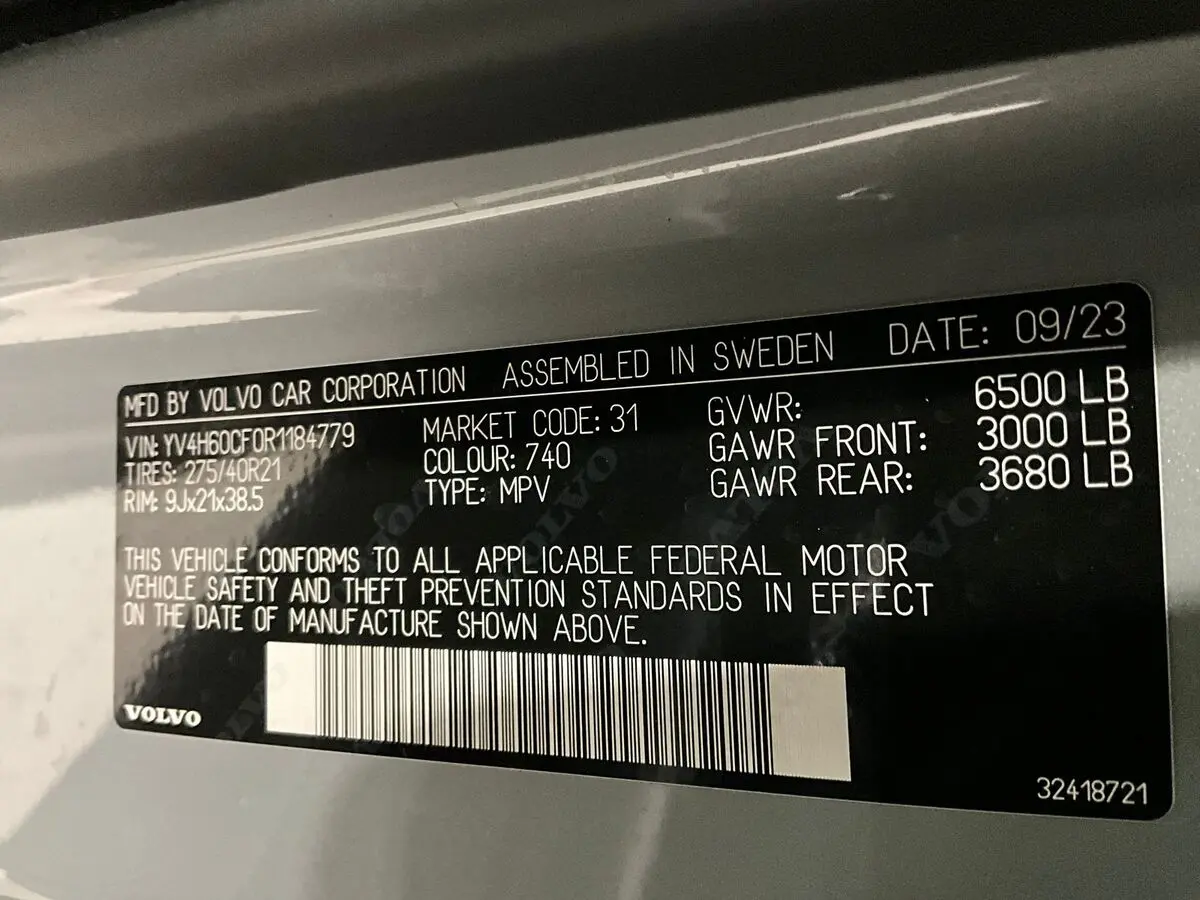 MFD BY VOLVO CAR CORPORATION ASSEMBLED IN SWEDEN DATE: 09/23
VIN: YV4H60CF0R1184779 MARKET CODE: 31 GVWR: 6500 LB
TIRES: 275/40R21 COLOUR: 740 GAWR FRONT: 3000 LB
RIM: 9Jx21x38.5 TYPE: MPV GAWR REAR: 3680 LB
THIS VEHICLE CONFORMS TO ALL APPLICABLE FEDERAL MOTOR
VEHICLE SAFETY AND THEFT PREVENTION STANDARDS IN EFFECT
ON THE DATE OF MANUFACTURE SHOWN ABOVE.
VOLVO
32418721